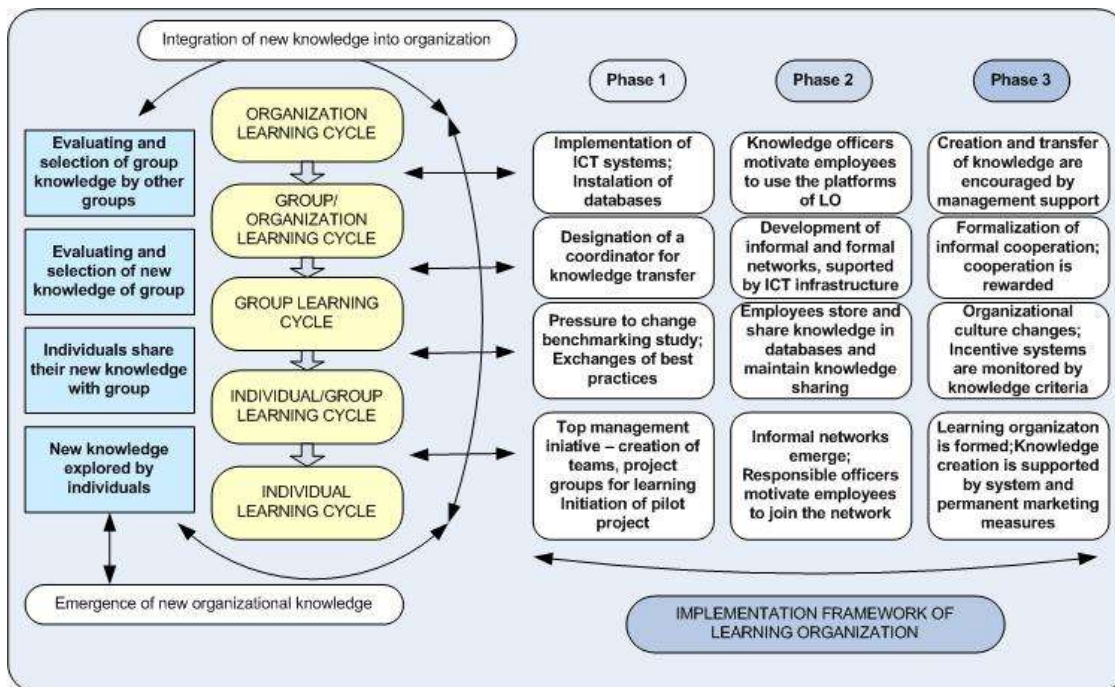 Integration of new knowledge into organization
Phase 1
Phase 2
Phase 3
ORGANIZATION
LEARNING CYCLE
Evaluating and
selection of group
knowledge by other
groups
Implementation of
ICT systems;
Instalation of
databases
Knowledge officers
motivate employees
to use the platforms
of LO
Creation and transfer
of knowledge are
encouraged by
management support
GROUP/
ORGANIZATION
LEARNING CYCLE
Evaluating and
selection of new
knowledge of group
Designation of a
coordinator for
knowledge transfer
Development of
informal and formal
networks, suported
by ICT infrastructure
Formalization of
informal cooperation;
cooperation is
rewarded
GROUP LEARNING
CYCLE
Individuals share
their new knowledge
with group
Pressure to change
benchmarking study;
Exchanges of best
practices
Employees store and
share knowledge in
databases and
maintain knowledge
sharing
Organizational
culture changes;
Incentive systems
are monitored by
knowledge criteria
INDIVIDUAL/GROUP
LEARNING CYCLE
New knowledge
explored by
individuals
Top management
iniative – creation of
teams, project
groups for learning
Initiation of pilot
project
Informal networks
emerge;
Responsible officers
motivate employees
to join the network
Learning organizaton
is formed;Knowledge
creation is supported
by system and
permanent marketing
measures
INDIVIDUAL
LEARNING CYCLE
Emergence of new organizational knowledge
IMPLEMENTATION FRAMEWORK OF
LEARNING ORGANIZATION